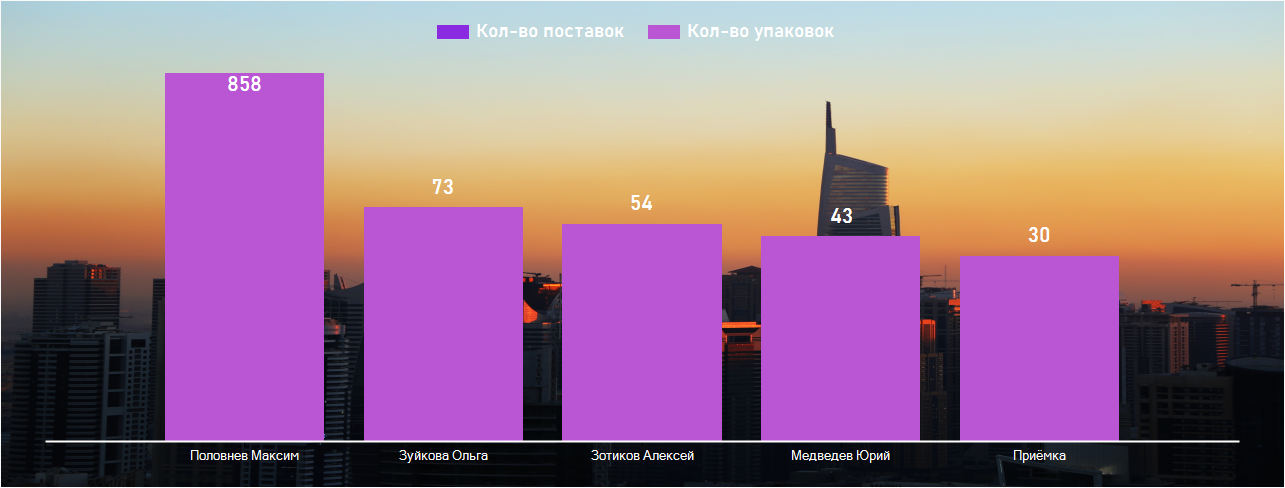 Кол-во поставок Кол-во упаковок
858
73
54
43
30
Половнев Максим Зуйкова Ольга Зотиков Алексей Медведев Юрий Приёмка